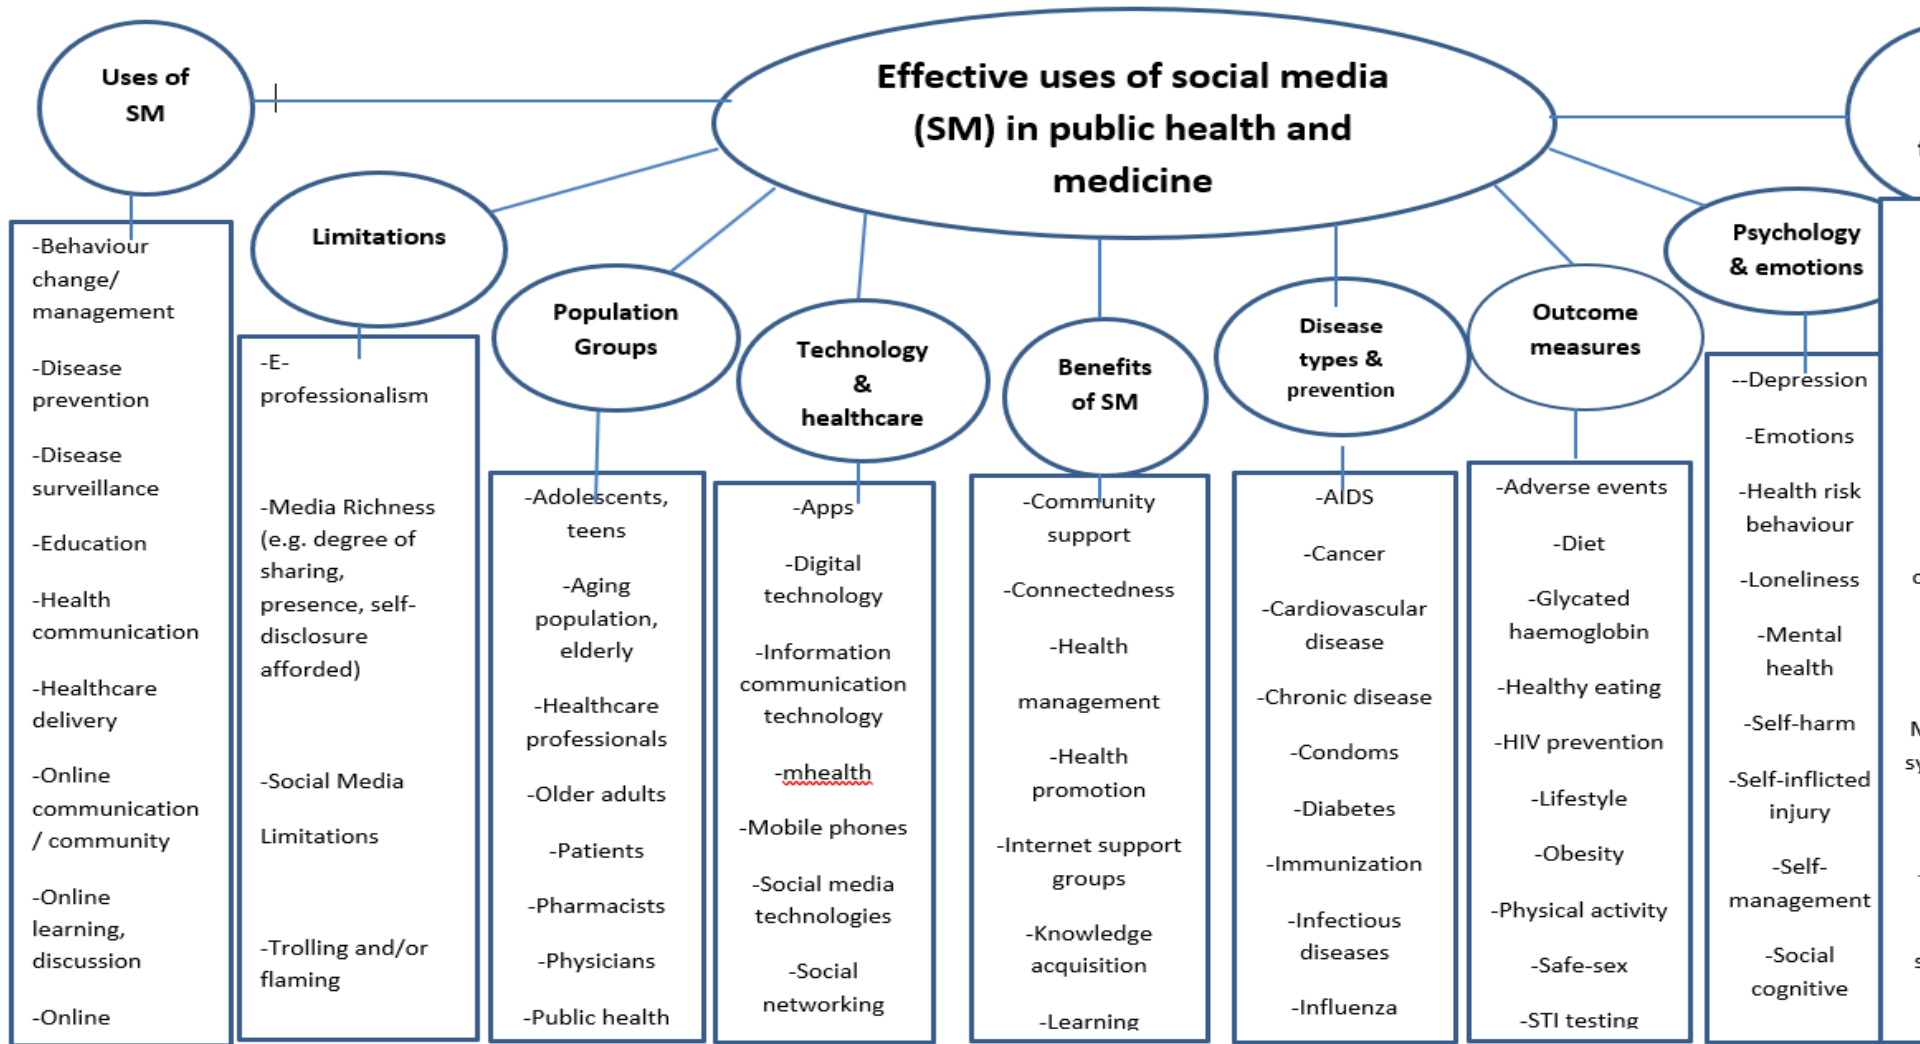 Effective uses of social media
(SM) in public health and
medicine
Uses of
SM
-Behaviour
change/
management
-Disease
prevention
-Disease
surveillance
-Education
-Health
communication
-Healthcare
delivery
-Online
communication
/ community
-Online
learning,
discussion
-Online
Limitations
-E-
professionalism
-Media Richness
(e.g. degree of
sharing,
presence, self-
disclosure
afforded)
-Social Media
Limitations
-Trolling and/or
flaming
Population
Groups
-Adolescents,
teens
-Aging
population,
elderly
-Healthcare
professionals
-Older adults
-Patients
-Pharmacists
-Physicians
-Public health
Technology
&
healthcare
-Apps
-Digital
technology
-Information
communication
technology
-mhealth
-Mobile phones
-Social media
technologies
-Social
networking
Benefits
of SM
-Community
support
-Connectedness
-Health
management
-Health
promotion
-Internet support
groups
-Knowledge
acquisition
-Learning
Disease
types &
prevention
-AIDS
-Cancer
-Cardiovascular
disease
-Chronic disease
-Condoms
-Diabetes
-Immunization
-Infectious
diseases
-Influenza
Outcome
measures
-Adverse events
-Diet
-Glycated
haemoglobin
-Healthy eating
-HIV prevention
-Lifestyle
-Obesity
-Physical activity
-Safe-sex
-STI testing
Psychology
& emotions
--Depression
-Emotions
-Health risk
behaviour
-Loneliness
-Mental
health
-Self-harm
-Self-inflicted
injury
-Self-
management
-Social
cognitive